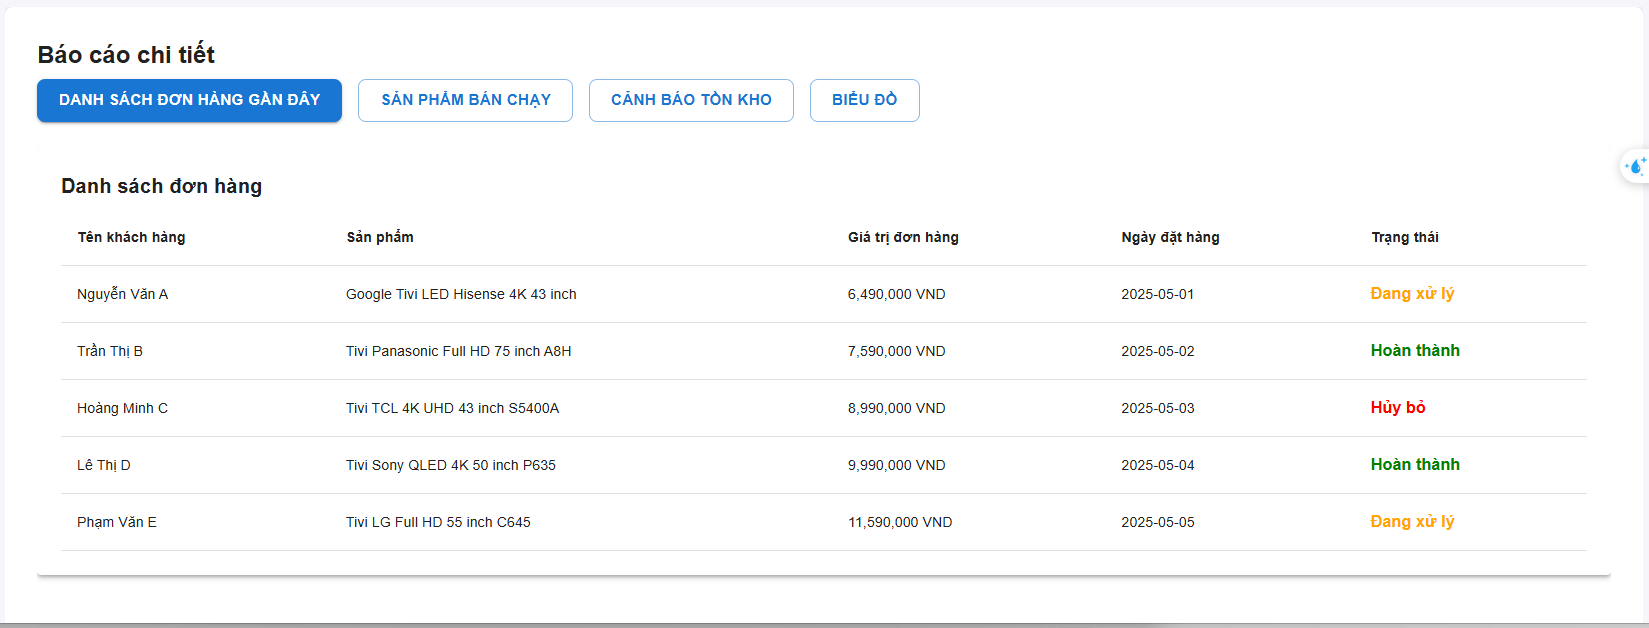 Báo cáo chi tiết
DANH SÁCH ĐƠN HÀNG GẦN ĐÂY SẢN PHẨM BÁN CHẠY CẢNH BÁO TỒN KHO BIỂU ĐỒ
Danh sách đơn hàng
Tên khách hàng Sản phẩm Giá trị đơn hàng Ngày đặt hàng Trạng thái
Nguyễn Văn A Google Tivi LED Hisense 4K 43 inch 6,490,000 VND 2025-05-01 Đang xử lý
Trần Thị B Tivi Panasonic Full HD 75 inch A8H 7,590,000 VND 2025-05-02 Hoàn thành
Hoàng Minh C Tivi TCL 4K UHD 43 inch S5400A 8,990,000 VND 2025-05-03 Hủy bỏ
Lê Thị D Tivi Sony QLED 4K 50 inch P635 9,990,000 VND 2025-05-04 Hoàn thành
Phạm Văn E Tivi LG Full HD 55 inch C645 11,590,000 VND 2025-05-05 Đang xử lý